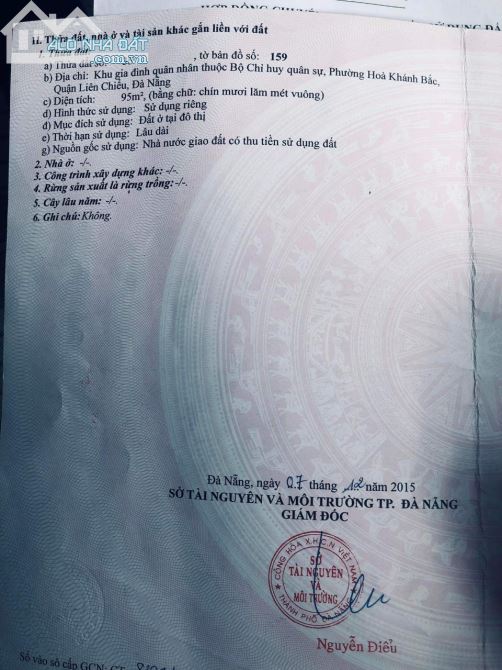 HỢP ĐỒNG CHUYỂN
II. Thửa đất, nhà ở và tài sản khác gắn liền với đất
ALO NHÀ ĐẤT
.com.vn
1. Thửa đất:
a) Thửa đất số: , tờ bản đồ số: 159
b) Địa chỉ: Khu gia đình quân nhân thuộc Bộ Chỉ huy quân sự, Phường Hoà Khánh Bắc,
Quận Liên Chiểu, Đà Nẵng
c) Diện tích: 95m², (bằng chữ: chín mươi lăm mét vuông)
d) Hình thức sử dụng: Sử dụng riêng
đ) Mục đích sử dụng: Đất ở tại đô thị
e) Thời hạn sử dụng: Lâu dài
g) Nguồn gốc sử dụng: Nhà nước giao đất có thu tiền sử dụng đất
2. Nhà ở: -/-.
3. Công trình xây dựng khác: -/-.
4. Rừng sản xuất là rừng trồng:-/-.
5. Cây lâu năm: -/-.
6. Ghi chú:Không.
Đà Nẵng, ngày 07 tháng 12 năm 2015
SỞ TÀI NGUYÊN VÀ MÔI TRƯỜNG TP. ĐÀ NẴNG
GIÁM ĐỐC
CỘNG HÒA X.H.C.N VIỆT NAM
SỞ
TÀI NGUYÊN
VÀ
MÔI TRƯỜNG
THÀNH PHỐ ĐÀ NẴNG
Nguyễn Điểu
Số vào sổ cấp GCN: CT